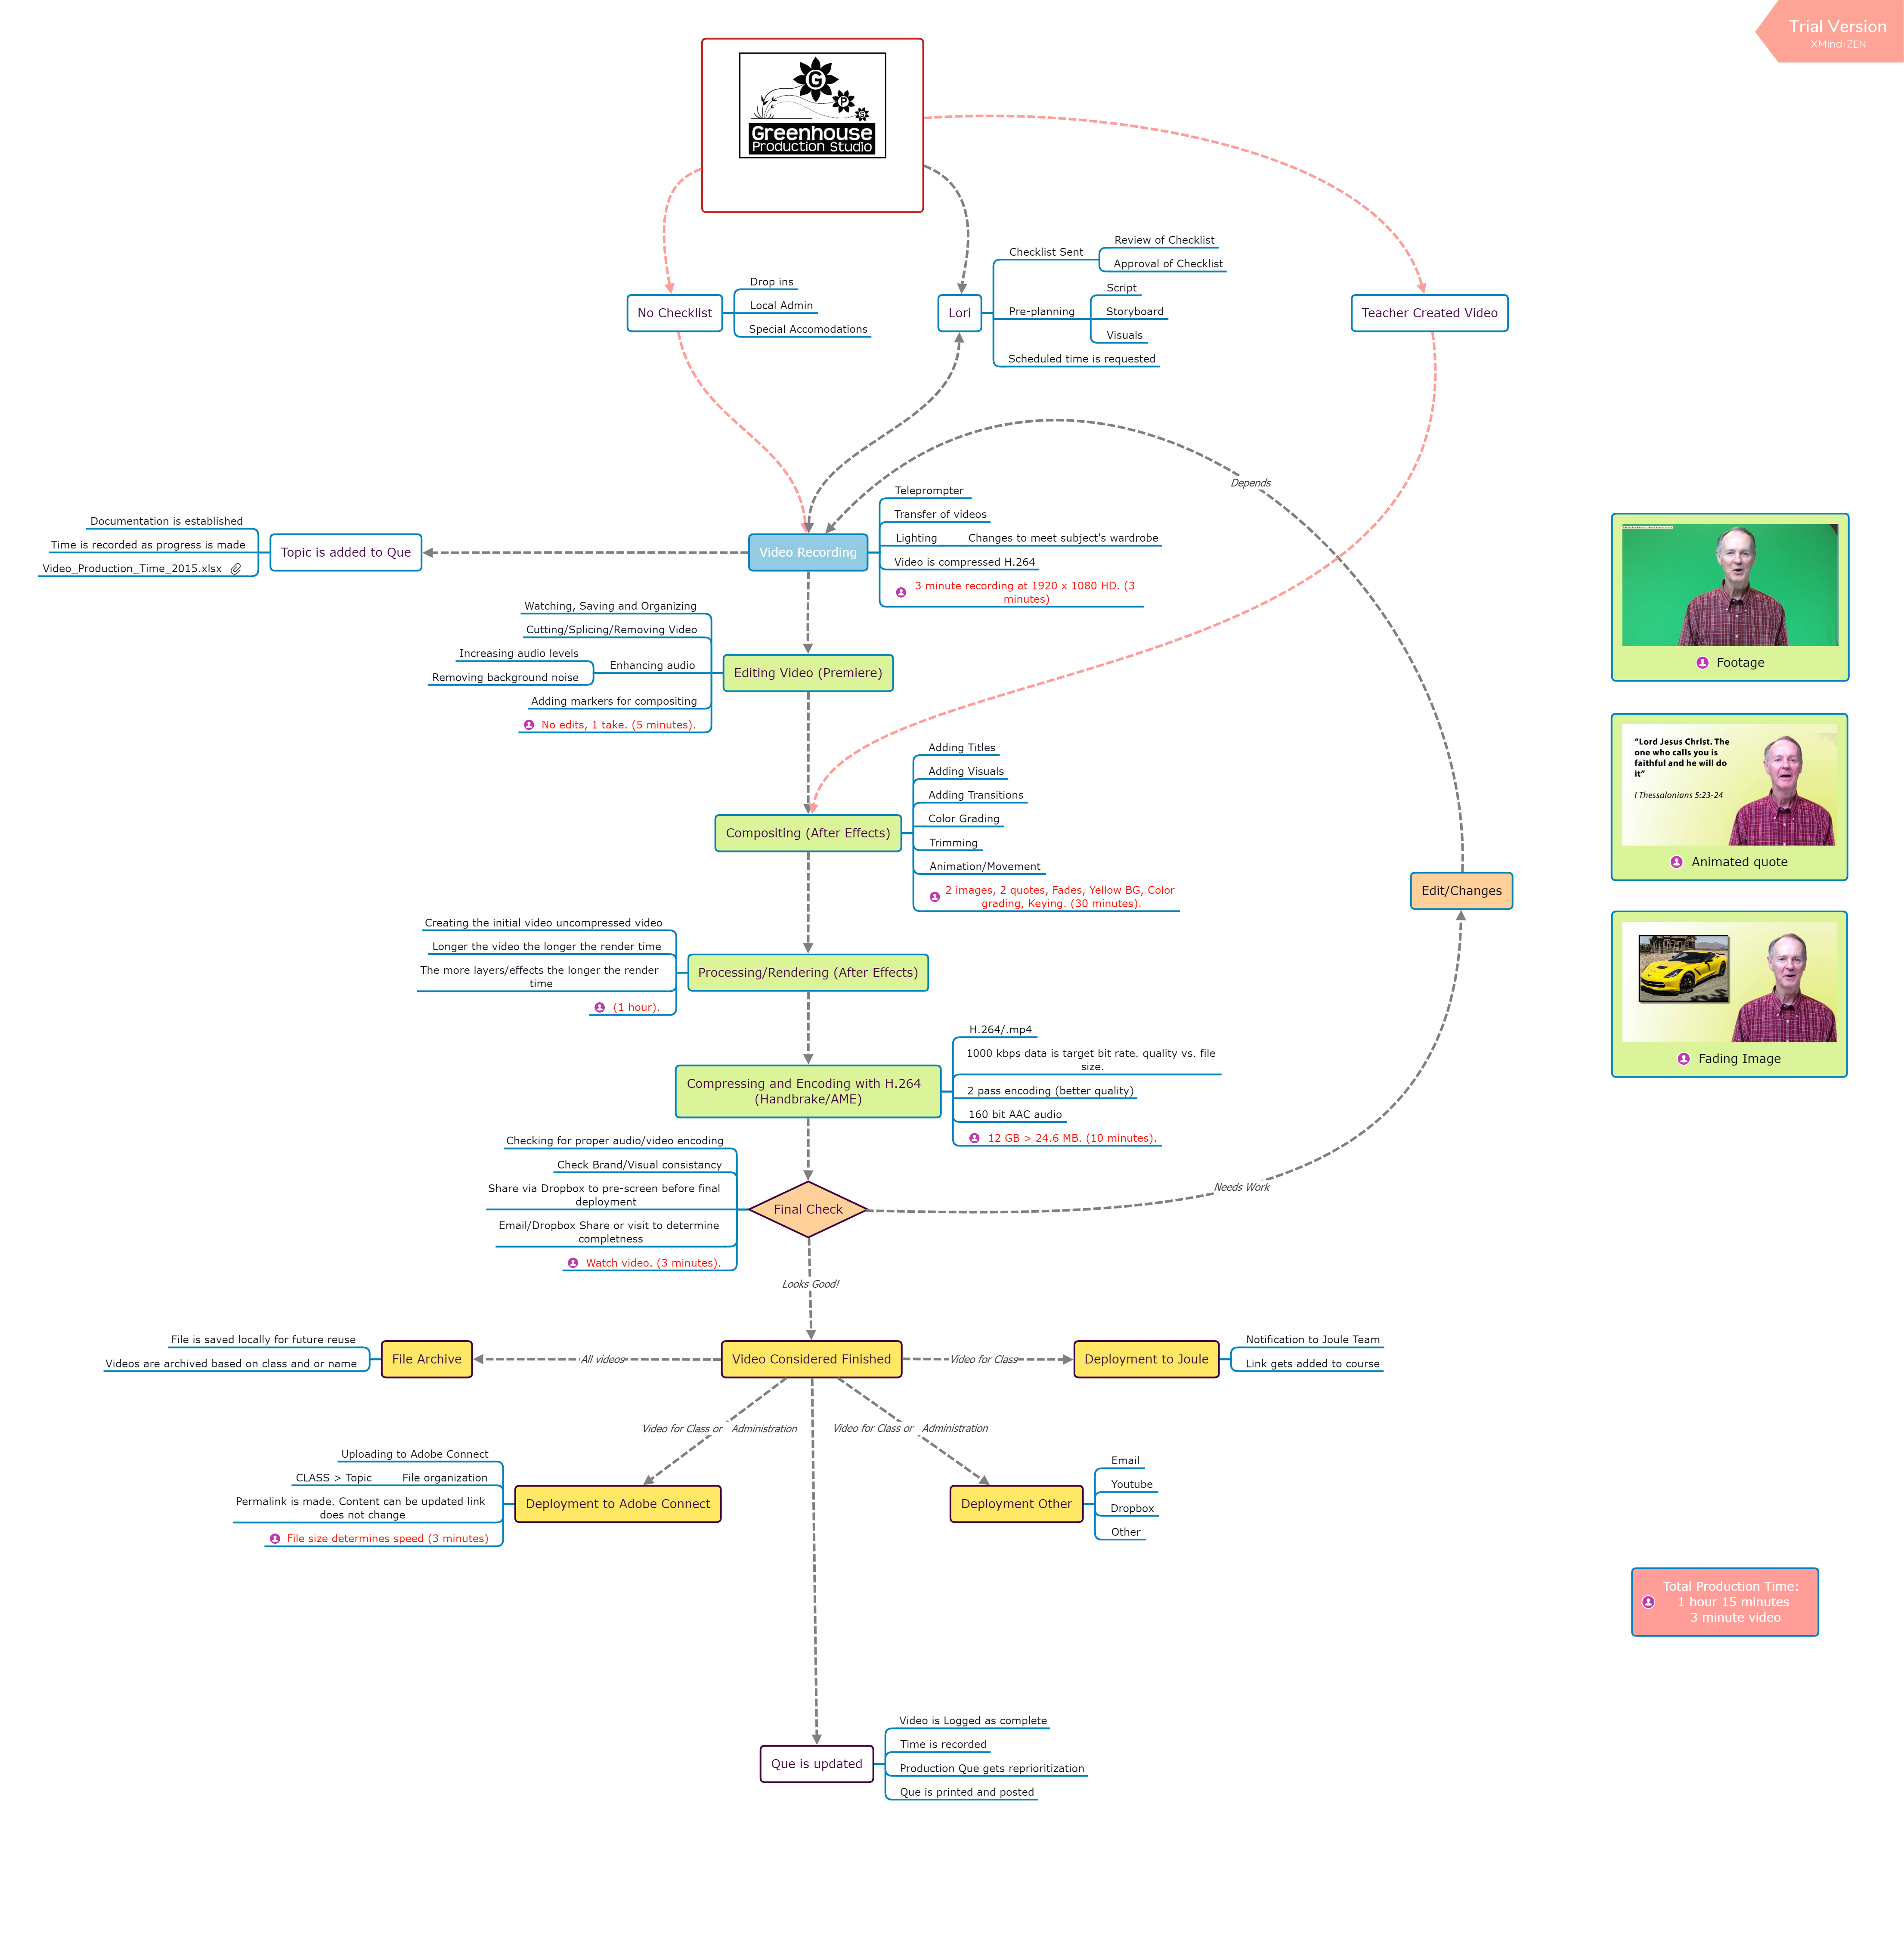 Trial Version
XMind:ZEN
G
P
S
Greenhouse
Production Studio
Review of Checklist
Checklist Sent
Approval of Checklist
Drop ins
Script
No Checklist
Local Admin
Lori
Pre-planning
Storyboard
Teacher Created Video
Special Accomodations
Visuals
Scheduled time is requested
Depends
Teleprompter
Documentation is established
Transfer of videos
Time is recorded as progress is made
Topic is added to Que
Video Recording
Lighting
Changes to meet subject's wardrobe
Video_Production_Time_2015.xlsx
Video is compressed H.264
3 minute recording at 1920 x 1080 HD. (3
minutes)
Watching, Saving and Organizing
Cutting/Splicing/Removing Video
Increasing audio levels
Enhancing audio
Removing background noise
Editing Video (Premiere)
Footage
Adding markers for compositing
No edits, 1 take. (5 minutes).
Adding Titles
Adding Visuals
Adding Transitions
Compositing (After Effects)
Color Grading
Trimming
Animation/Movement
2 images, 2 quotes, Fades, Yellow BG, Color
grading, Keying. (30 minutes).
“Lord Jesus Christ. The
one who calls you is
faithful and he will do
it”
I Thessalonians 5:23-24
Animated quote
Edit/Changes
Creating the initial video uncompressed video
Longer the video the longer the render time
The more layers/effects the longer the render
time
(1 hour).
Processing/Rendering (After Effects)
Fading Image
H.264/.mp4
1000 kbps data is target bit rate. quality vs. file
size.
Compressing and Encoding with H.264
(Handbrake/AME)
2 pass encoding (better quality)
160 bit AAC audio
12 GB > 24.6 MB. (10 minutes).
Checking for proper audio/video encoding
Check Brand/Visual consistancy
Share via Dropbox to pre-screen before final
deployment
Email/Dropbox Share or visit to determine
completness
Watch video. (3 minutes).
Final Check
Needs Work
Looks Good!
File is saved locally for future reuse
Videos are archived based on class and or name
File Archive
All videos
Video Considered Finished
Video for Class
Deployment to Joule
Notification to Joule Team
Link gets added to course
Video for Class or Administration
Video for Class or Administration
Uploading to Adobe Connect
CLASS > Topic
File organization
Permalink is made. Content can be updated link
does not change
File size determines speed (3 minutes)
Deployment to Adobe Connect
Deployment Other
Email
Youtube
Dropbox
Other
Total Production Time:
1 hour 15 minutes
3 minute video
Que is updated
Video is Logged as complete
Time is recorded
Production Que gets reprioritization
Que is printed and posted